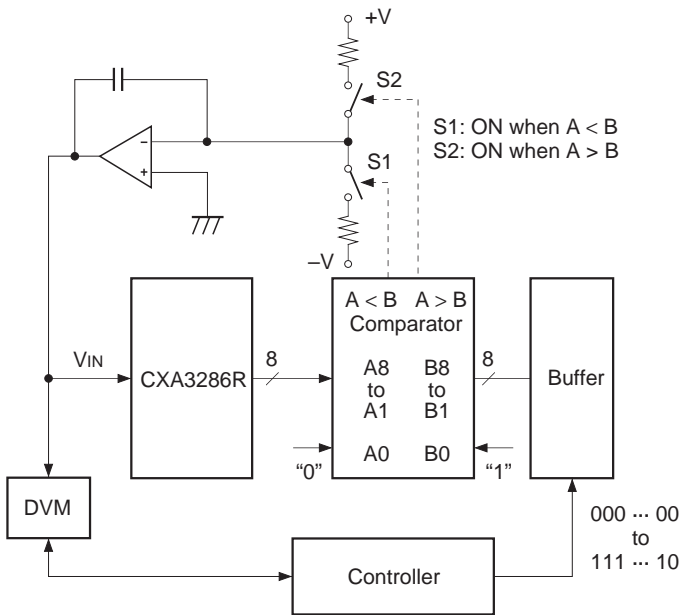 +V
S2
S1: ON when A < B
S2: ON when A > B
–
+
S1
–V
A < B A > B
Comparator
VIN
CXA3286R
8
A8 B8
to to
A1 B1
8
Buffer
A0 B0
“0”
“1”
DVM
000 ··· 00
to
111 ··· 10
Controller